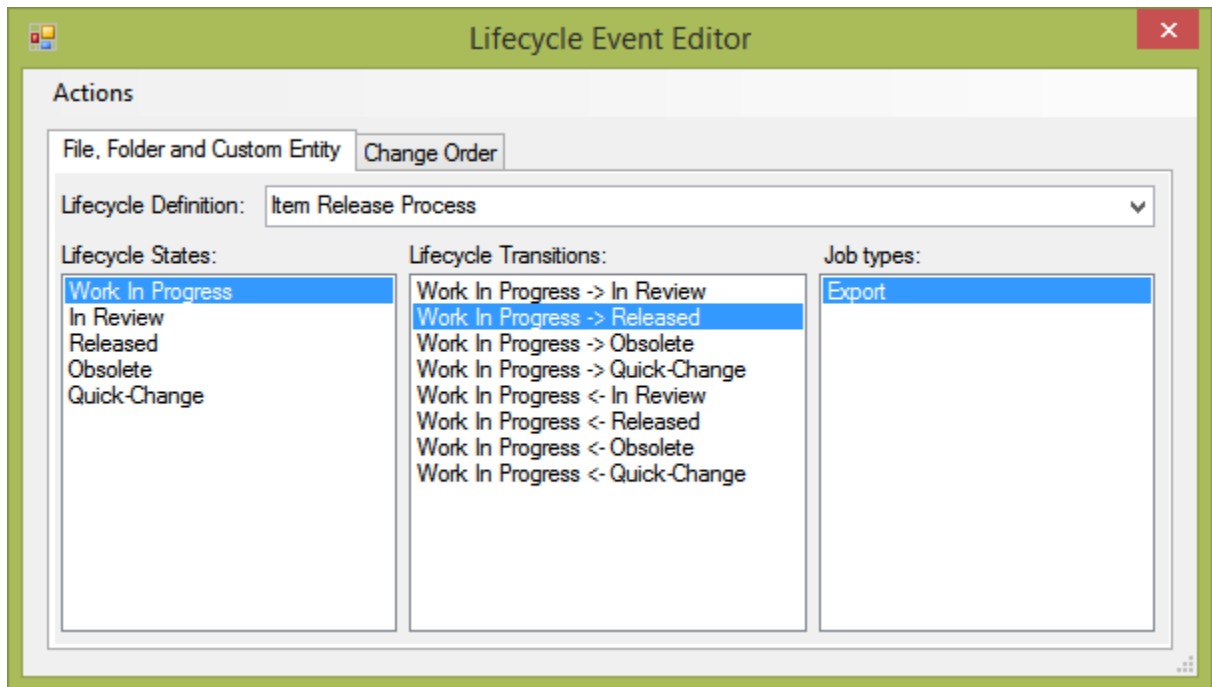 Lifecycle Event Editor
Actions
File, Folder and Custom Entity
Change Order
Lifecycle Definition: Item Release Process
Lifecycle States:
Work In Progress
In Review
Released
Obsolete
Quick-Change
Lifecycle Transitions:
Work In Progress -> In Review
Work In Progress -> Released
Work In Progress -> Obsolete
Work In Progress -> Quick-Change
Work In Progress <- In Review
Work In Progress <- Released
Work In Progress <- Obsolete
Work In Progress <- Quick-Change
Job types:
Export